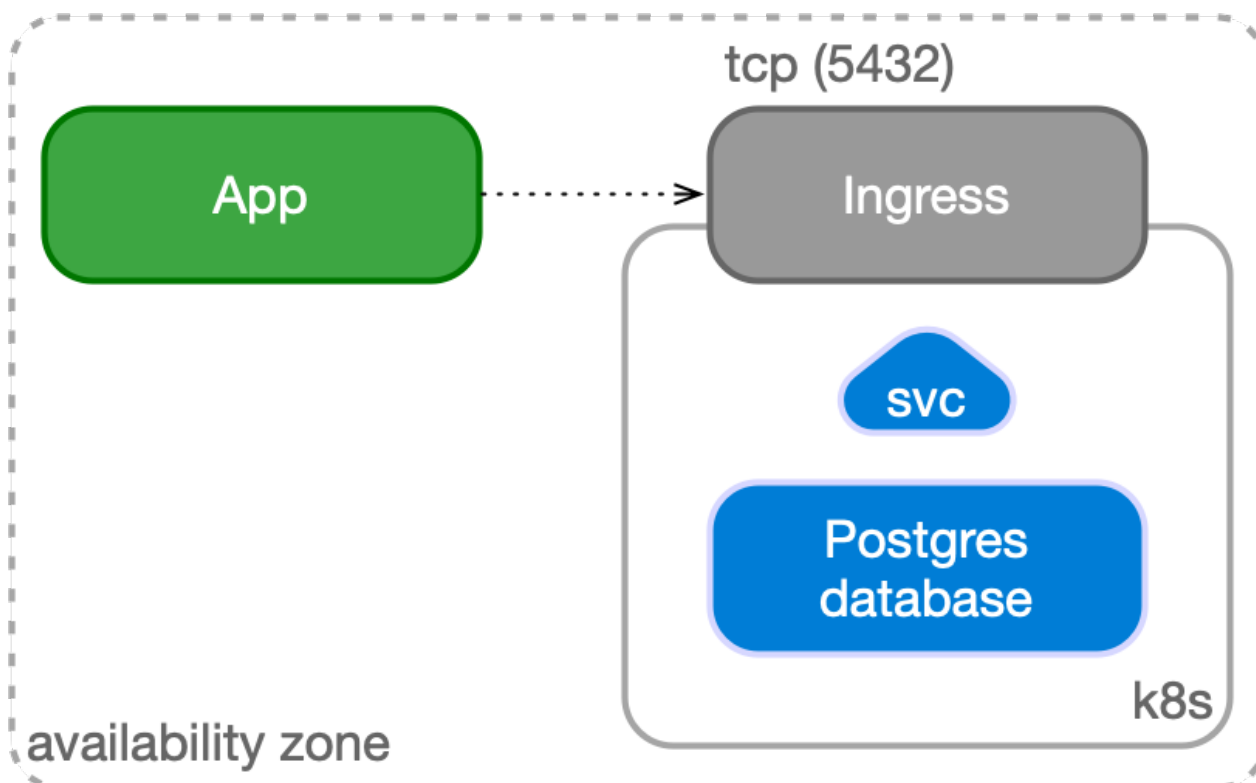 tcp (5432)
App
Ingress
svc
Postgres
database
k8s
availability zone